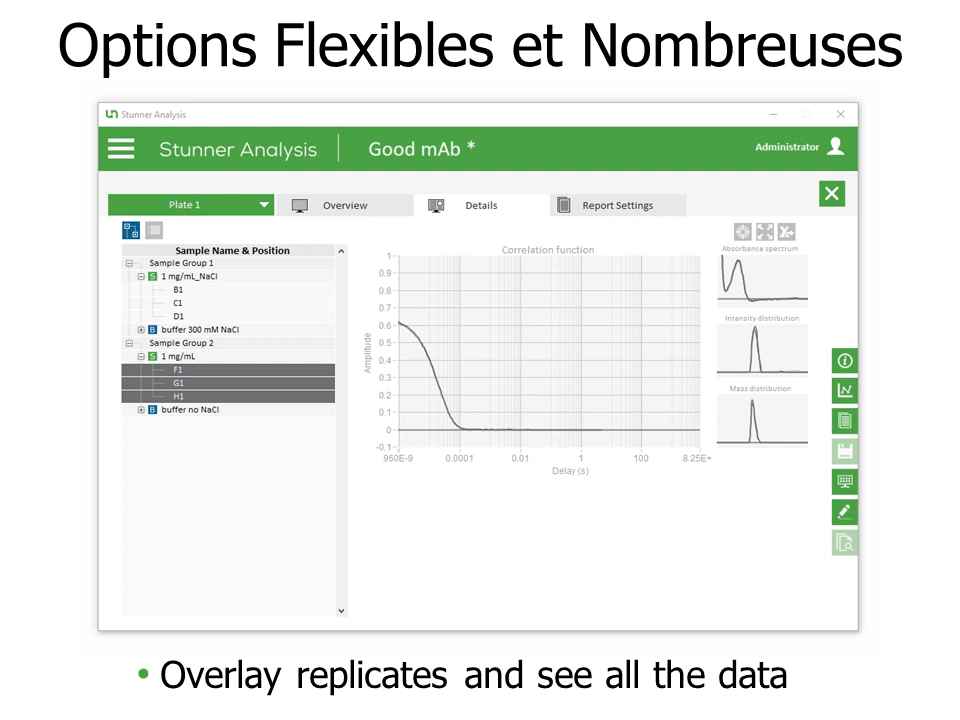 Options Flexibles et Nombreuses
Stunner Analysis
Stunner Analysis
Good mAb *
Administrator
Plate 1
Overview
Details
Report Settings
Sample Name & Position
Sample Group 1
S 1 mg/mL_NaCl
B1
C1
D1
B buffer 300 mM NaCl
Sample Group 2
S 1 mg/mL
F1
G1
H1
B buffer no NaCl
Correlation function
Amplitude
1
0.9
0.8
0.7
0.6
0.5
0.4
0.3
0.2
0.1
0
-0.1
960E-9 0.0001 0.01 1 100 8.25E+
Delay (s)
Absorbance spectrum
Intensity distribution
Mass distribution
• Overlay replicates and see all the data